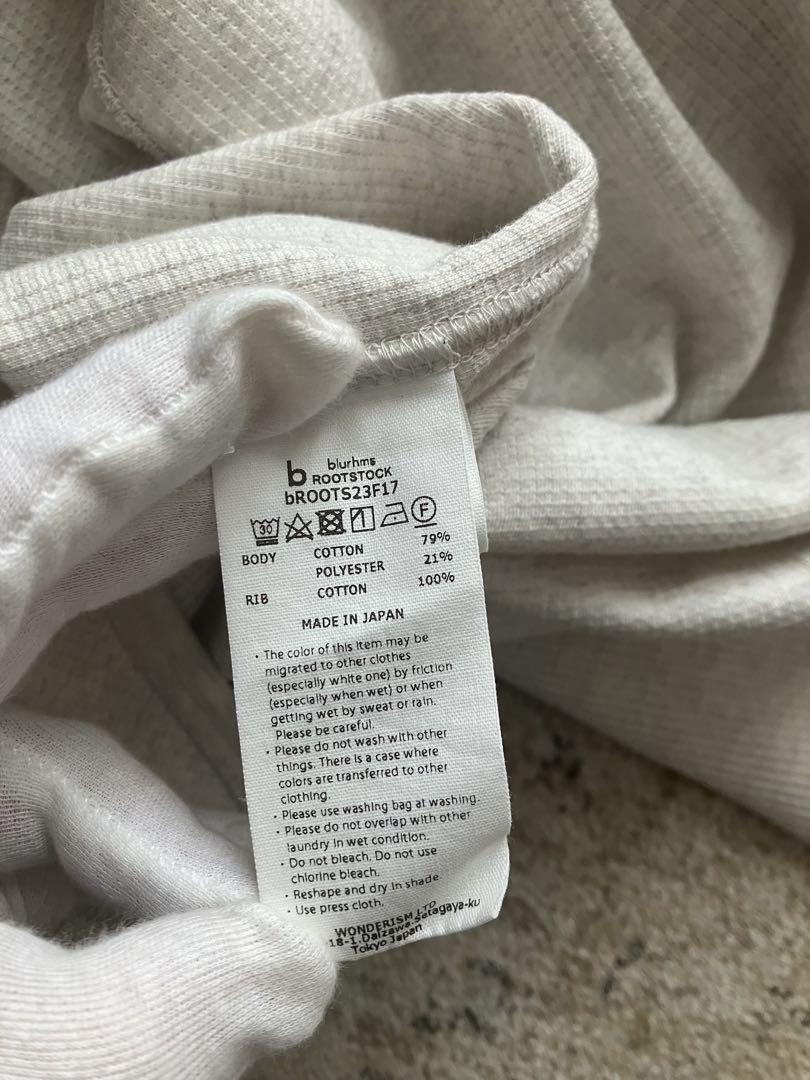 b blurhms
ROOTSTOCK
bROOTS23F17
30 F
BODY COTTON 79%
POLYESTER 21%
RIB COTTON 100%
MADE IN JAPAN
• The color of this item may be
migrated to other clothes
(especially white one) by friction
(especially when wet) or when
getting wet by sweat or rain.
Please be careful.
• Please do not wash with other
things. There is a case where
colors are transferred to other
clothing.
• Please use washing bag at washing.
• Please do not overlap with other
laundry in wet condition.
• Do not bleach. Do not use
chlorine bleach.
• Reshape and dry in shade
• Use press cloth.
WONDERISM LTD
18-1.Daizawa.Setagaya-ku
Tokyo Japan